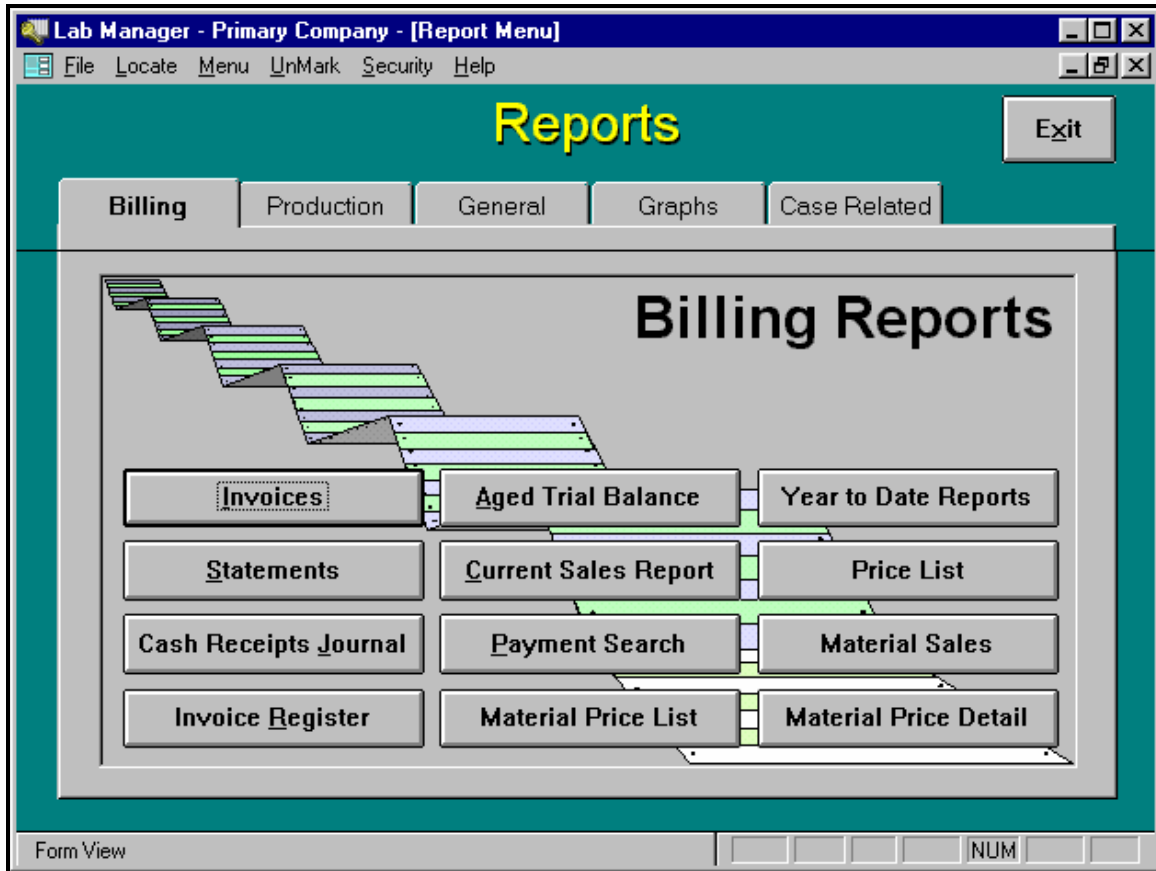 Lab Manager - Primary Company - [Report Menu]
File Locate Menu UnMark Security Help
Reports
Exit
Billing Production General Graphs Case Related
Billing Reports
Invoices Aged Trial Balance Year to Date Reports
Statements Current Sales Report Price List
Cash Receipts Journal Payment Search Material Sales
Invoice Register Material Price List Material Price Detail
Form View NUM